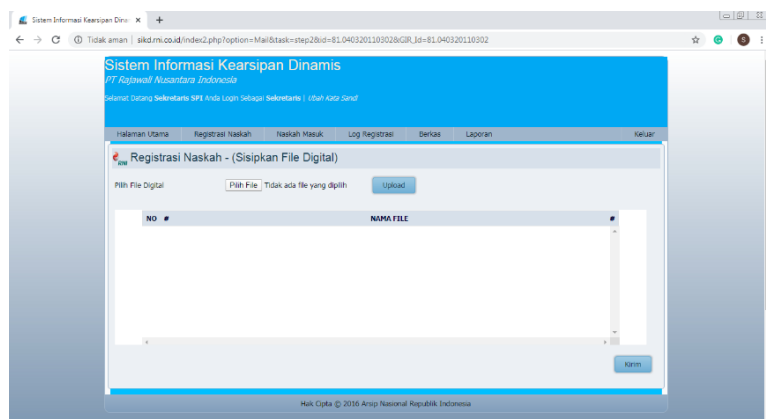 Sistem Informasi Kearsipan Dinar
Tidak aman | sikd.rni.co.id/index2.php?option=Mail&task=step2&id=81.040320110302&GIR_Id=81.040320110302
S
Sistem Informasi Kearsipan Dinamis
PT Rajawali Nusantara Indonesia
Selamat Datang Sekretaris SPI Anda Login Sebagai Sekretaris | Ubah Kata Sandi
Halaman Utama Registrasi Naskah Naskah Masuk Log Registrasi Berkas Laporan Keluar
Registrasi Naskah - (Sisipkan File Digital)
Pilih File Digital Pilih File Tidak ada file yang dipilih Upload
NO # NAMA FILE #
Kirim
Hak Cipta © 2016 Arsip Nasional Republik Indonesia